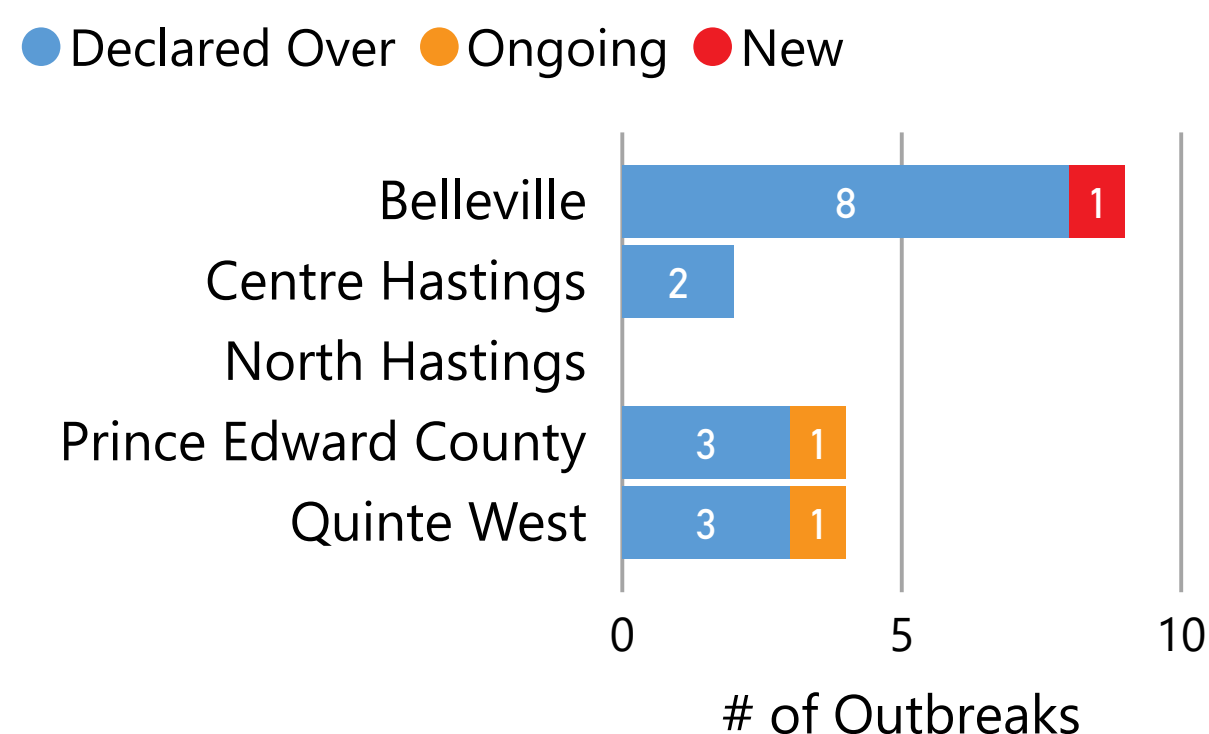 Declared Over Ongoing New
Belleville 8 1
Centre Hastings 2
North Hastings
Prince Edward County 3 1
Quinte West 3 1
0 5 10
# of Outbreaks